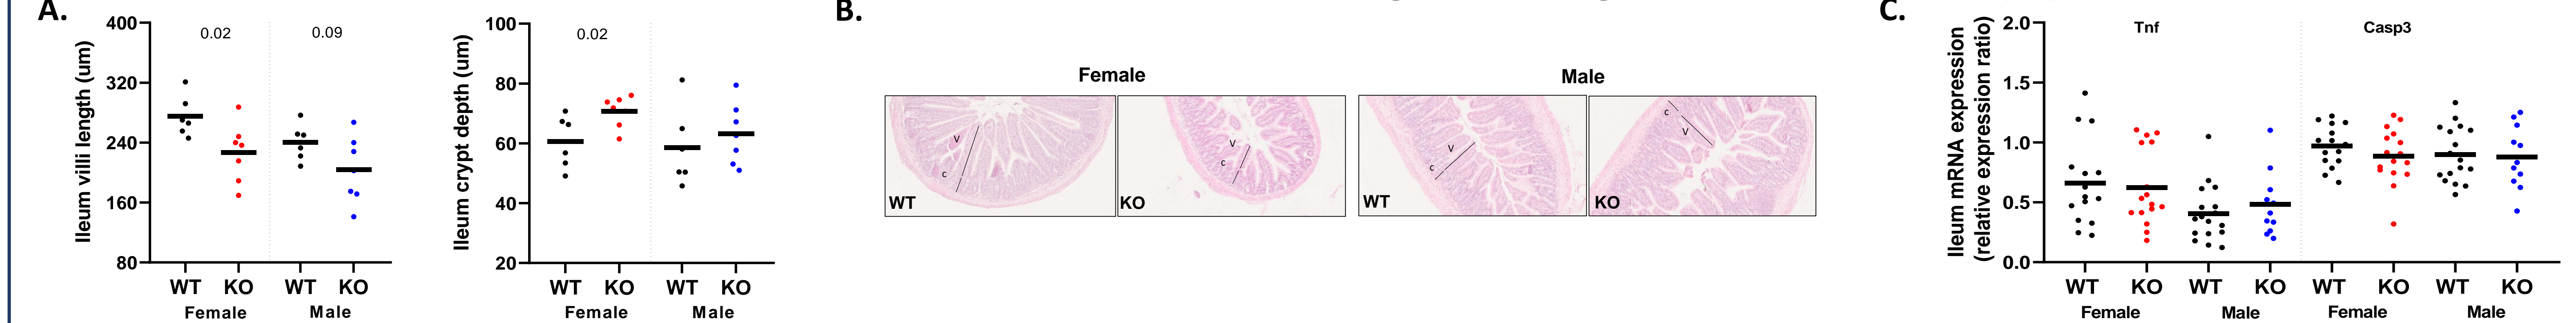 A.
Ileum villi length (um)
400
320
240
160
80
0.02
0.09
WT
KO
WT
KO
Female
Male
Ileum crypt depth (um)
100
80
60
40
20
0.02
WT
KO
WT
KO
Female
Male
B.
Female
Male
V
c
WT
V
c
KO
V
c
WT
c
V
KO
C.
Ileum mRNA expression
(relative expression ratio)
2.0
1.5
1.0
0.5
0.0
Tnf
Casp3
WT
KO
WT
KO
WT
KO
WT
KO
Female
Male
Female
Male